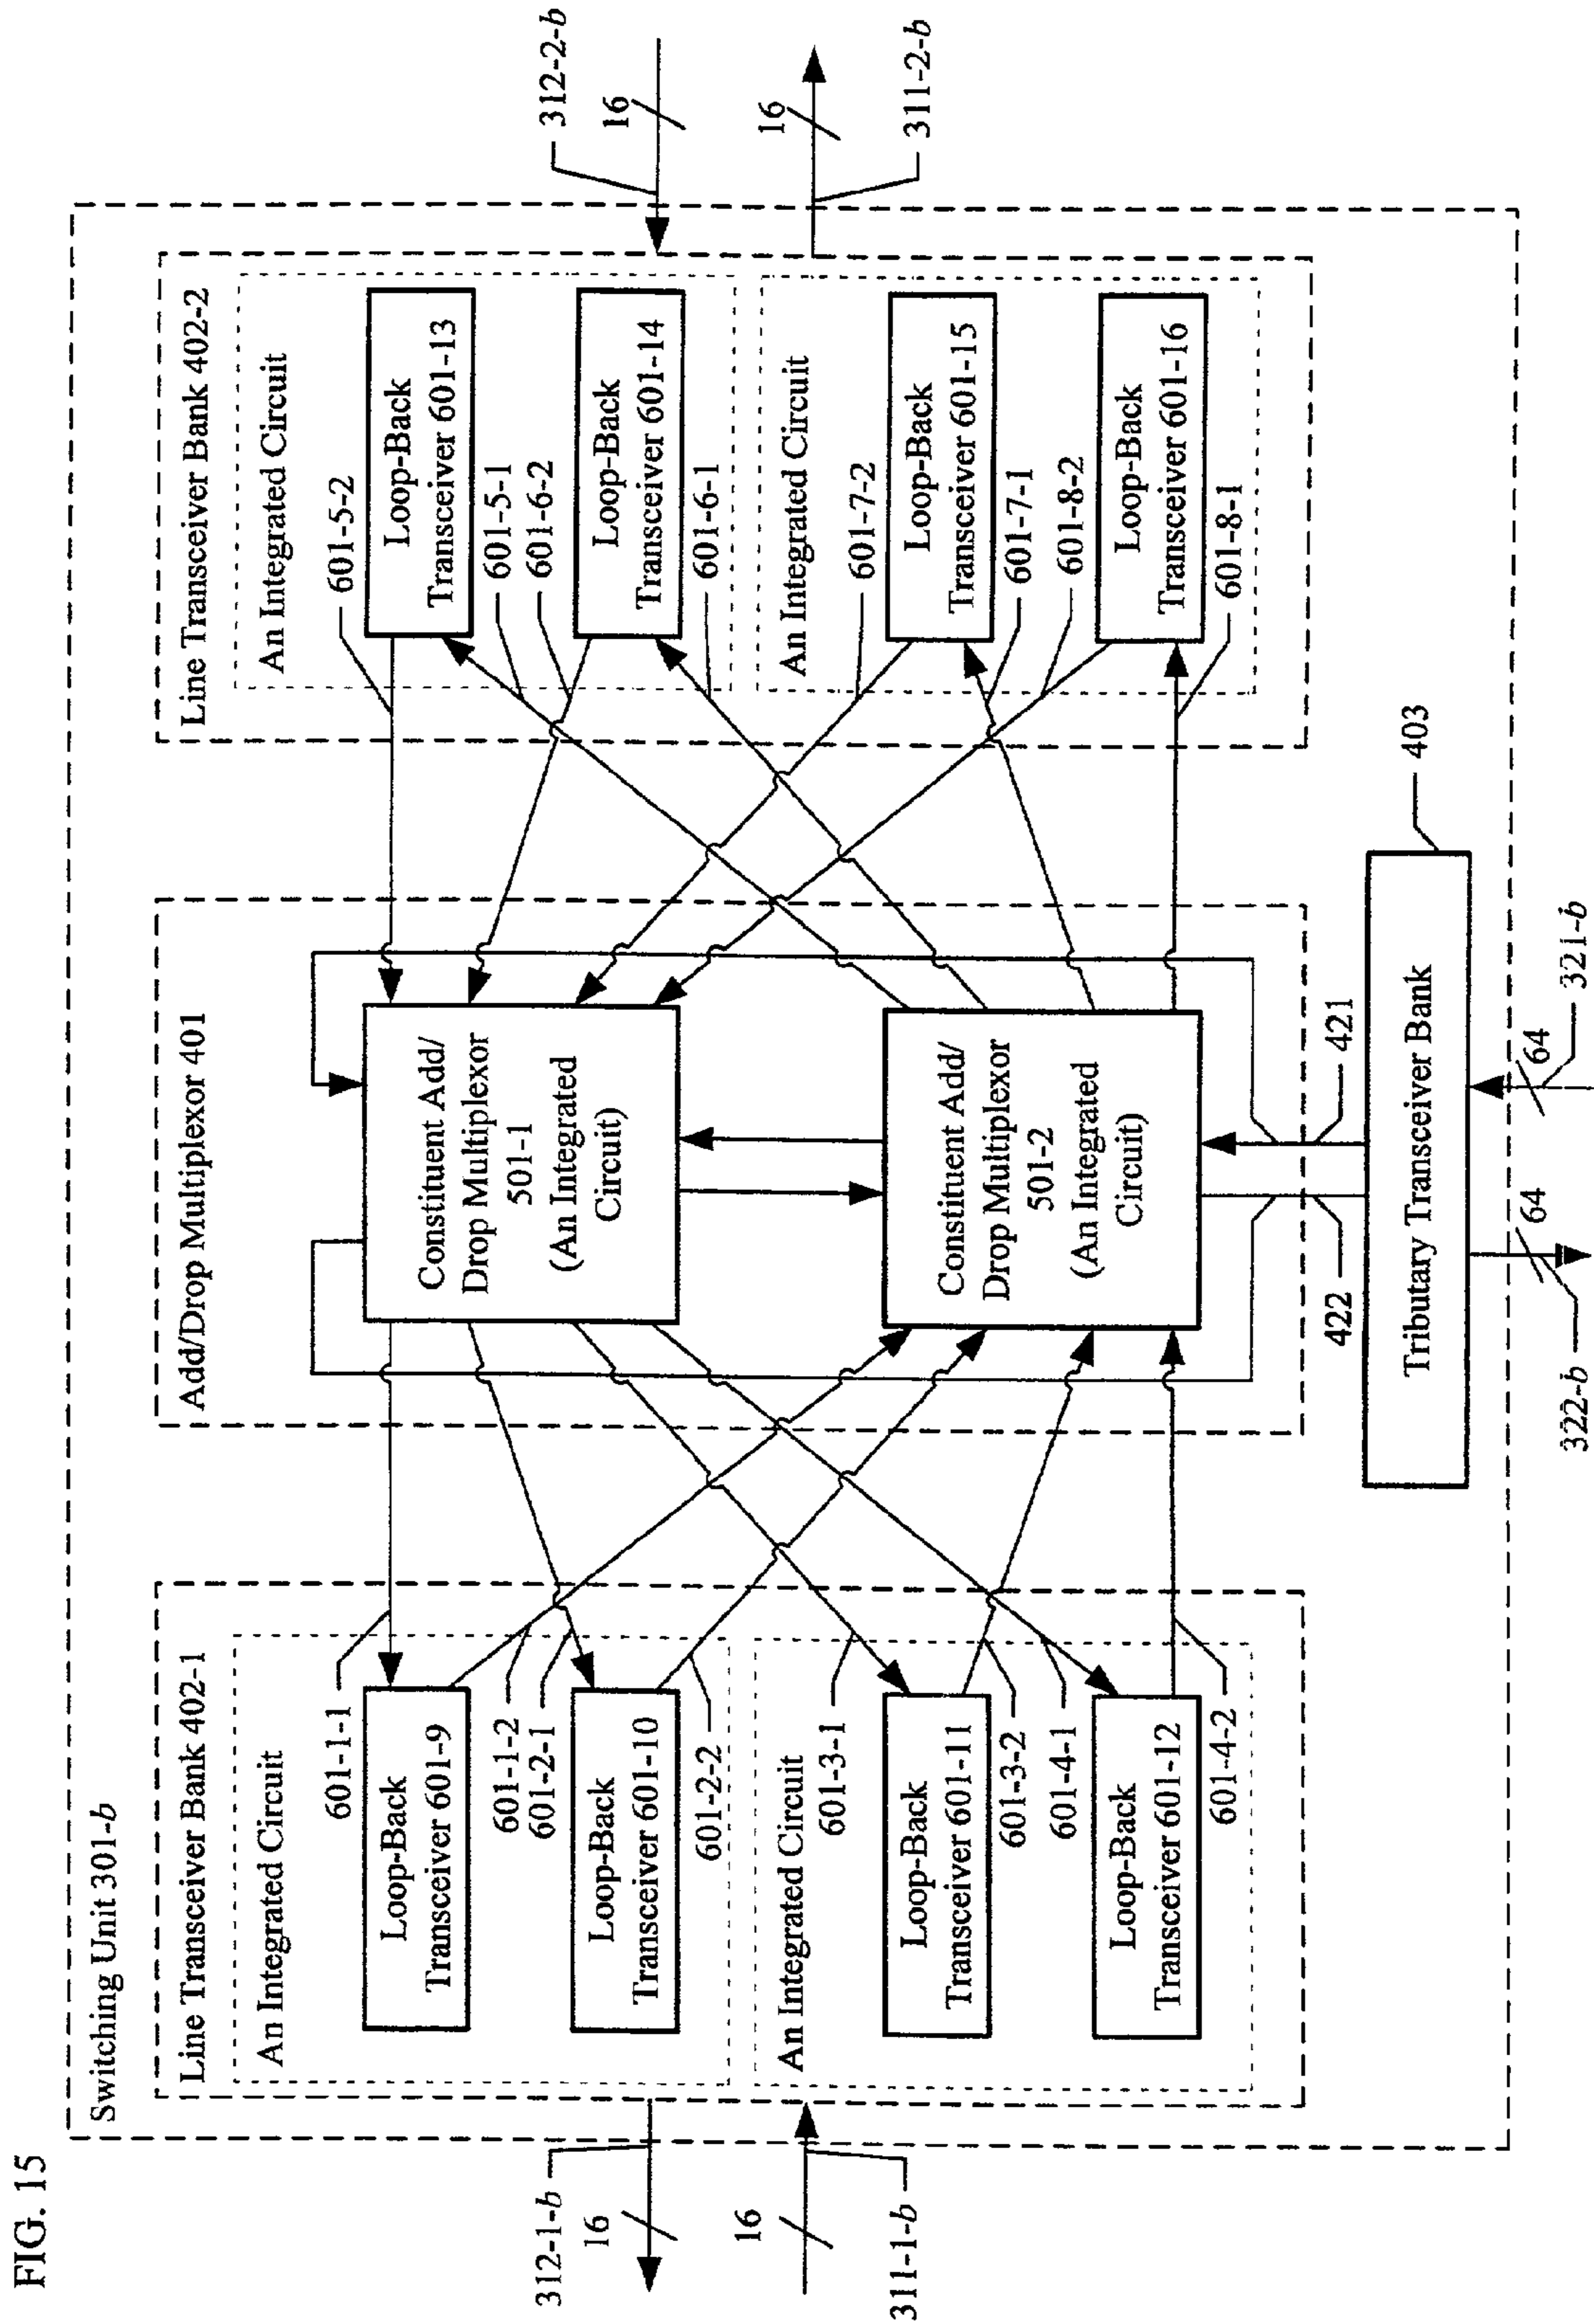 FIG. 15
Switching Unit 301-b
Line Transceiver Bank 402-1
An Integrated Circuit
601-1-1
Loop-Back
Transceiver 601-9
601-1-2
601-2-1
Loop-Back
Transceiver 601-10
601-2-2
An Integrated Circuit
601-3-1
Loop-Back
Transceiver 601-11
601-3-2
601-4-1
Loop-Back
Transceiver 601-12
601-4-2
312-1-b
16
16
311-1-b
Add/Drop Multiplexor 401
Constituent Add/
Drop Multiplexor
501-1
(An Integrated
Circuit)
Constituent Add/
Drop Multiplexor
501-2
(An Integrated
Circuit)
422
421
Tributary Transceiver Bank
403
322-b
64
64
321-b
Line Transceiver Bank 402-2
An Integrated Circuit
601-5-2
Loop-Back
Transceiver 601-13
601-5-1
601-6-2
Loop-Back
Transceiver 601-14
601-6-1
An Integrated Circuit
601-7-2
Loop-Back
Transceiver 601-15
601-7-1
601-8-2
Loop-Back
Transceiver 601-16
601-8-1
312-2-b
16
16
311-2-b